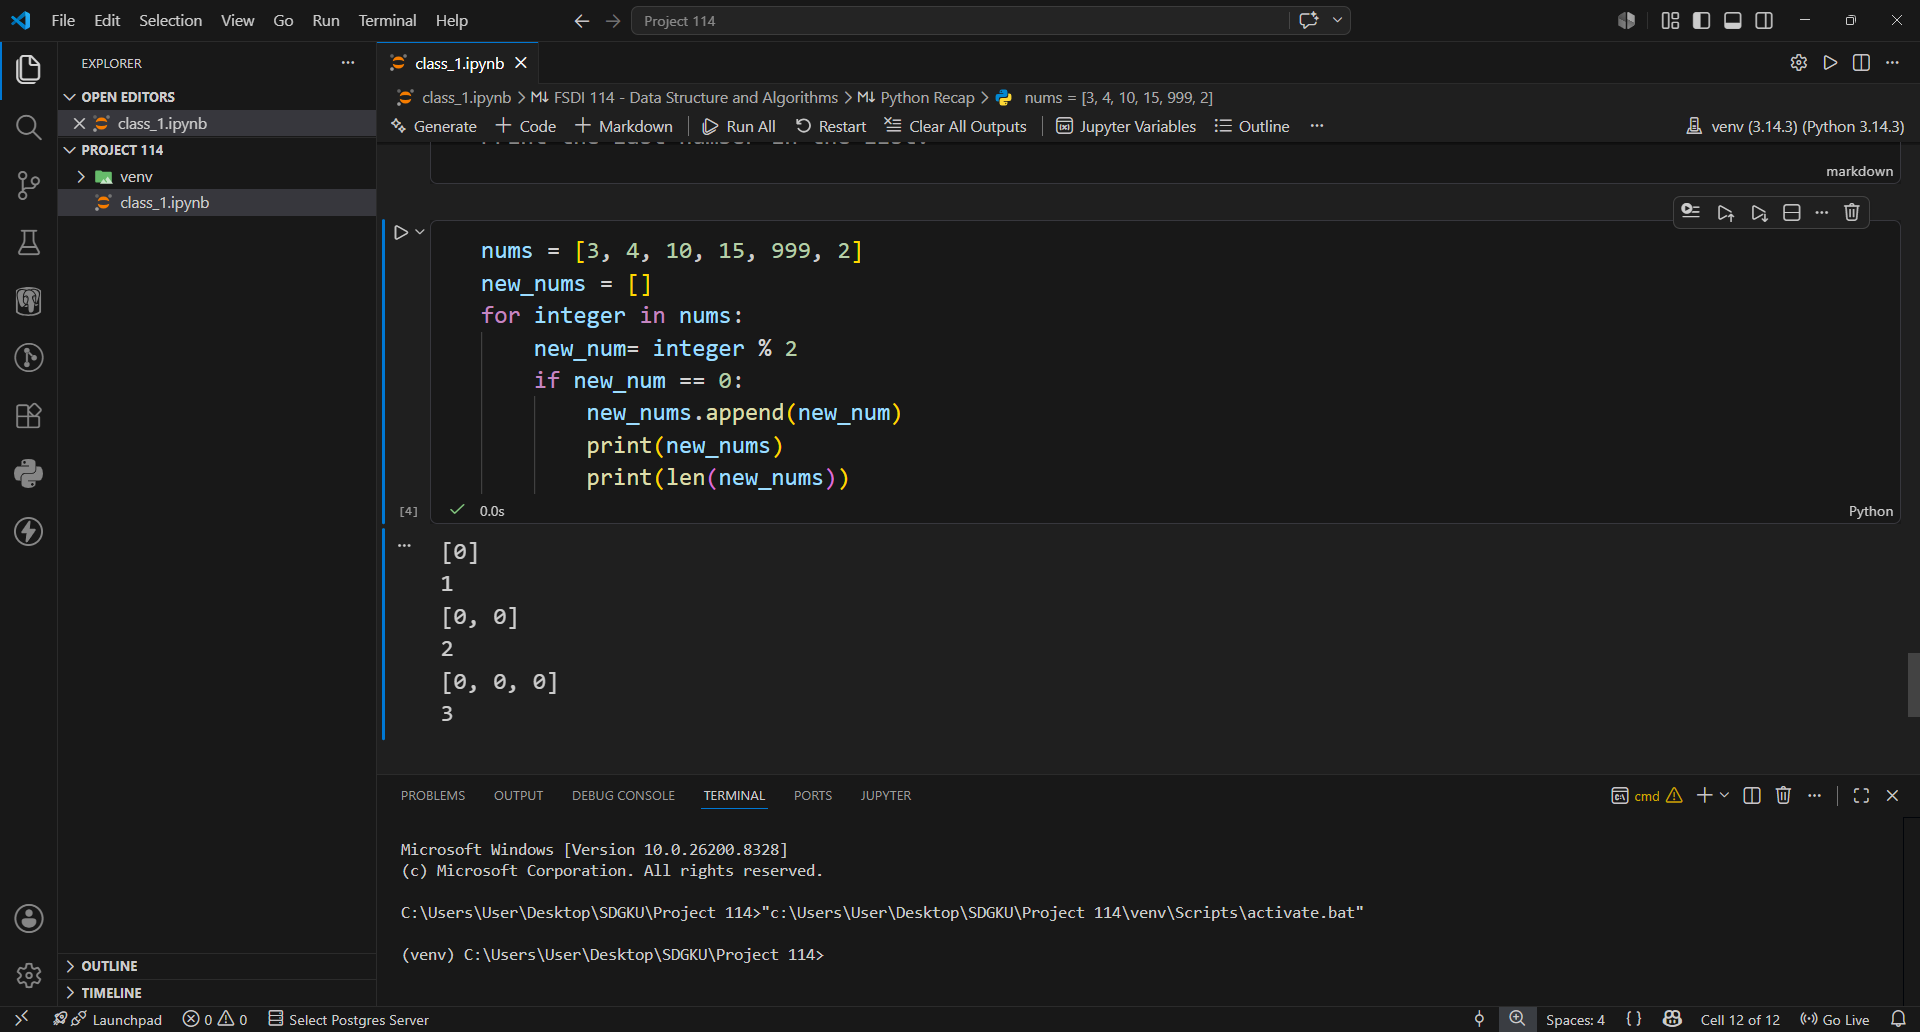 File Edit Selection View Go Run Terminal Help
Project 114
EXPLORER
OPEN EDITORS
class_1.ipynb
PROJECT 114
venv
class_1.ipynb
class_1.ipynb
class_1.ipynb > M↓ FSDI 114 - Data Structure and Algorithms > M↓ Python Recap > nums = [3, 4, 10, 15, 999, 2]
Generate + Code + Markdown Run All Restart Clear All Outputs Jupyter Variables Outline ...
venv (3.14.3) (Python 3.14.3)
markdown
nums = [3, 4, 10, 15, 999, 2]
new_nums = []
for integer in nums:
    new_num= integer % 2
    if new_num == 0:
        new_nums.append(new_num)
        print(new_nums)
        print(len(new_nums))
[4] 0.0s
Python
[0]
1
[0, 0]
2
[0, 0, 0]
3
PROBLEMS OUTPUT DEBUG CONSOLE TERMINAL PORTS JUPYTER
cmd
Microsoft Windows [Version 10.0.26200.8328]
(c) Microsoft Corporation. All rights reserved.
C:\Users\User\Desktop\SDGKU\Project 114>"c:\Users\User\Desktop\SDGKU\Project 114\venv\Scripts\activate.bat"
(venv) C:\Users\User\Desktop\SDGKU\Project 114>
OUTLINE
TIMELINE
Launchpad 0 0 Select Postgres Server
Spaces: 4 {} Cell 12 of 12 Go Live